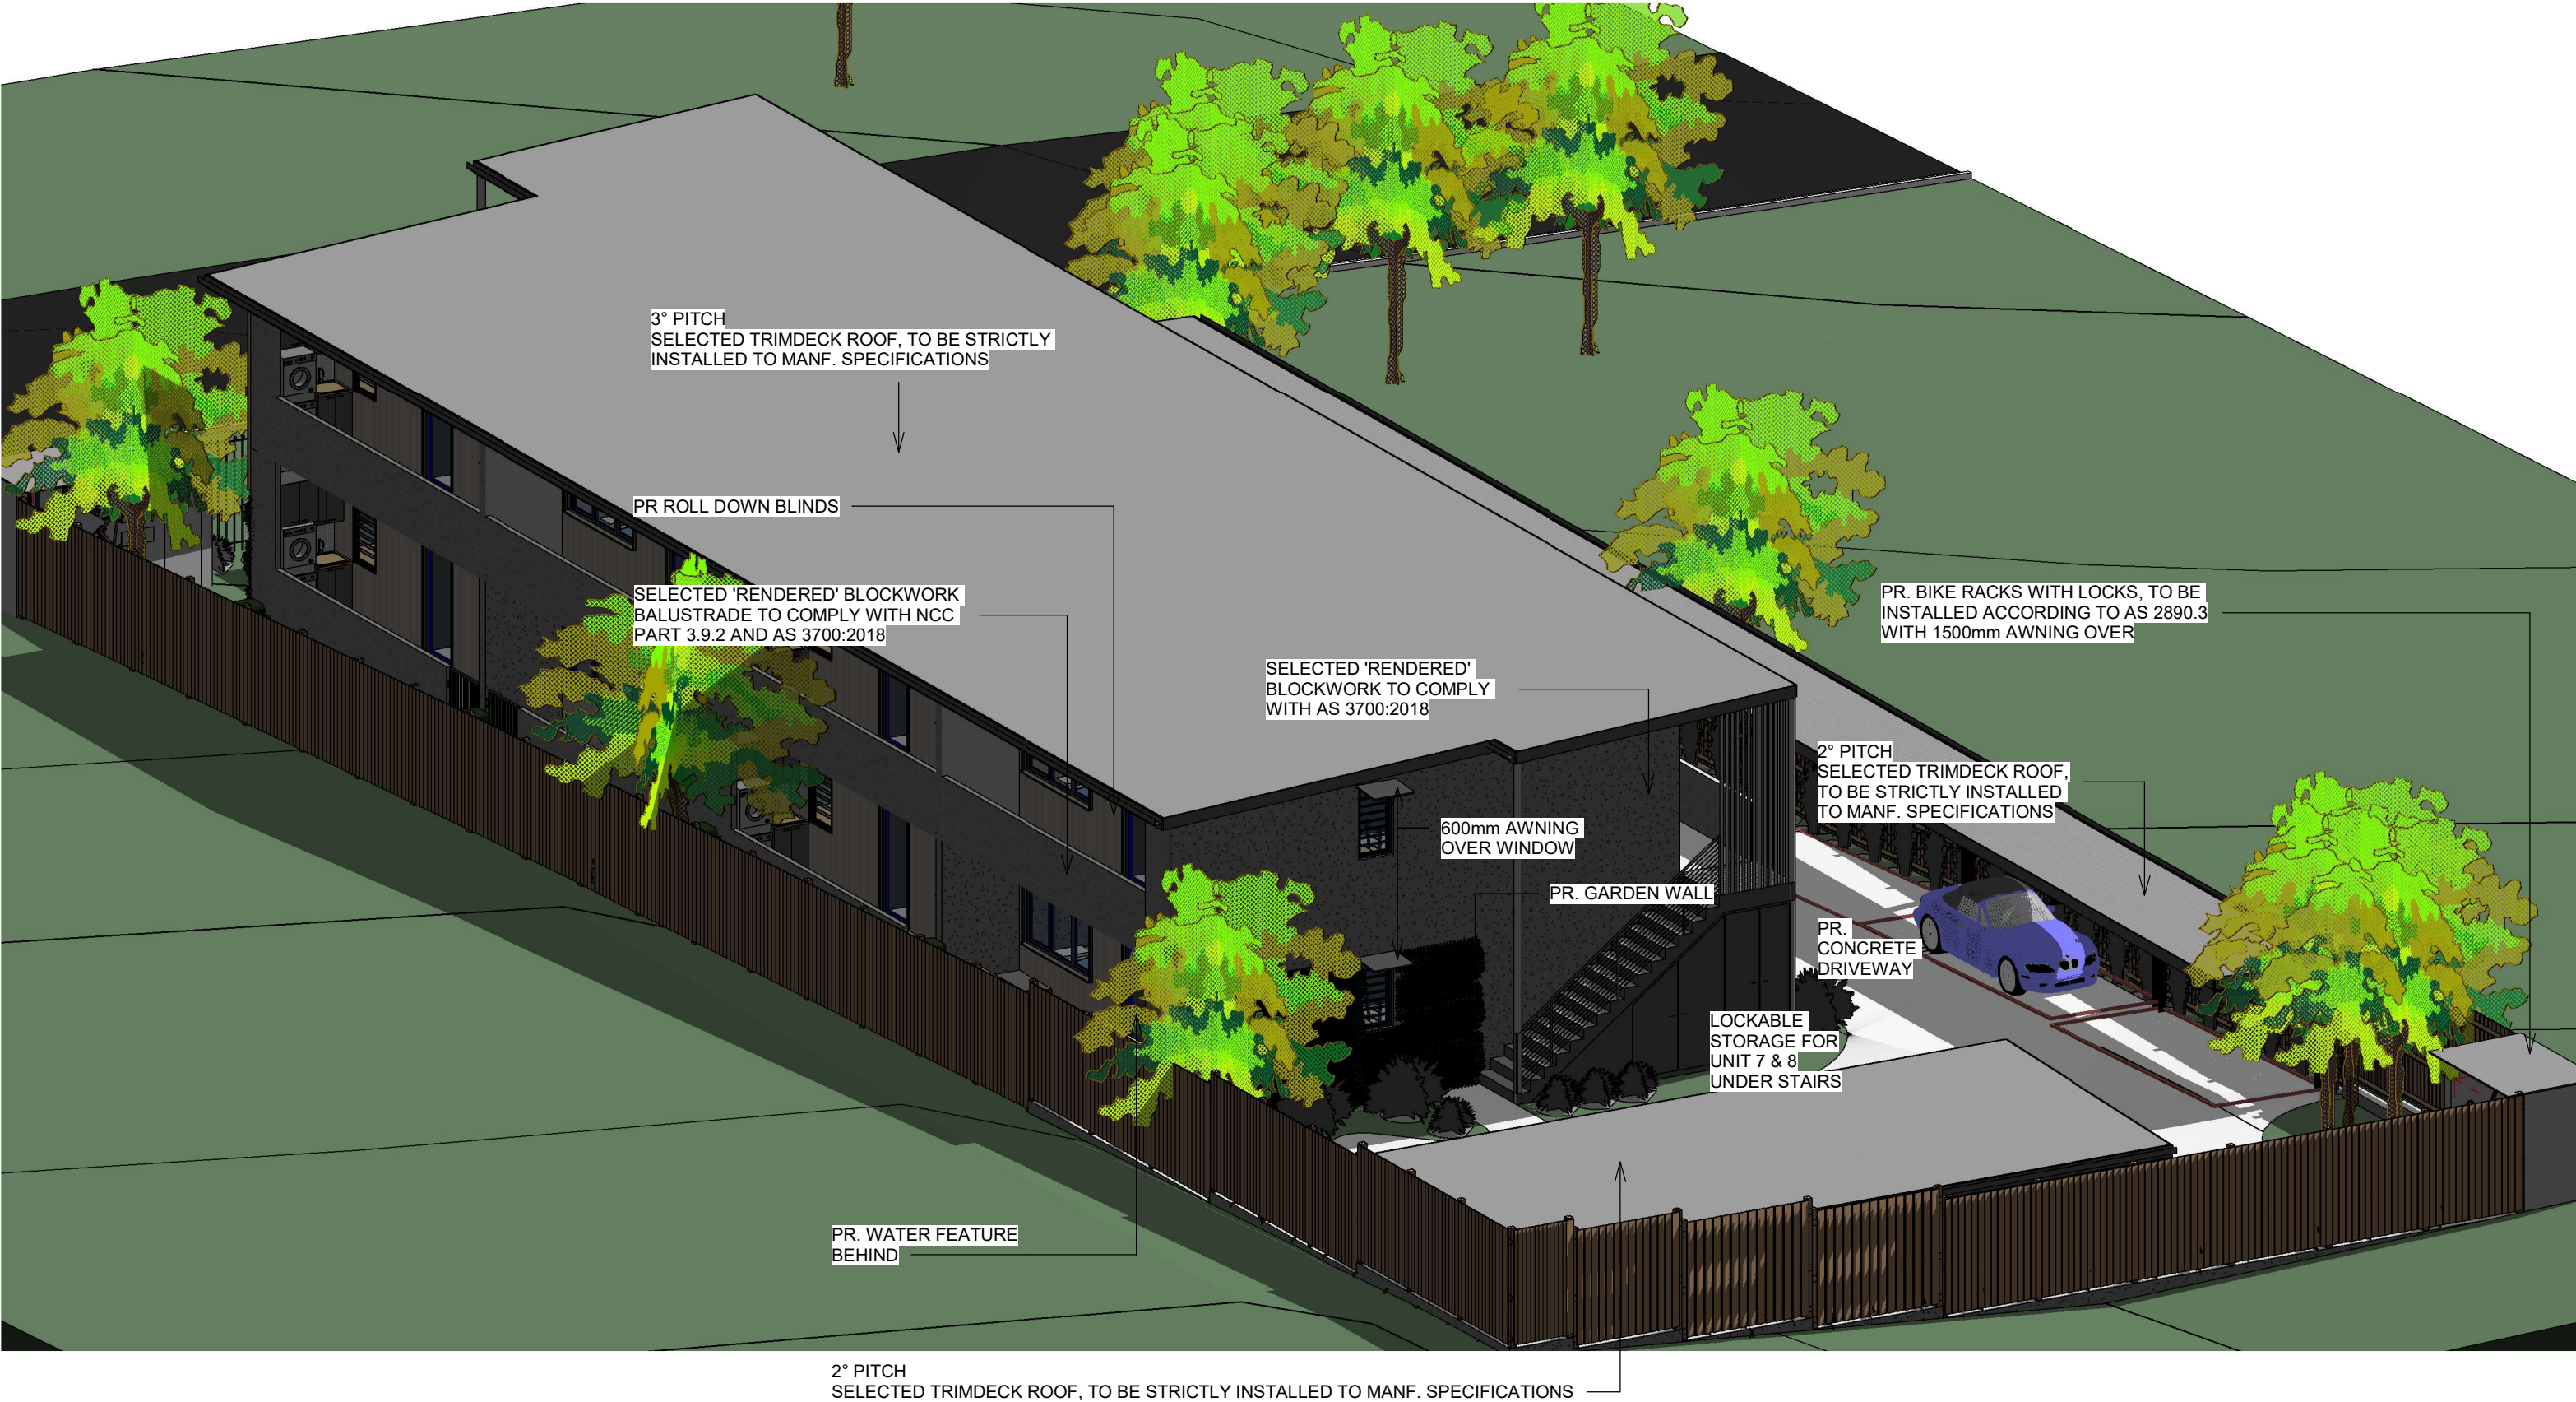 3° PITCH
SELECTED TRIMDECK ROOF, TO BE STRICTLY
INSTALLED TO MANF. SPECIFICATIONS
PR ROLL DOWN BLINDS
SELECTED 'RENDERED' BLOCKWORK
BALUSTRADE TO COMPLY WITH NCC
PART 3.9.2 AND AS 3700:2018
PR. BIKE RACKS WITH LOCKS, TO BE
INSTALLED ACCORDING TO AS 2890.3
WITH 1500mm AWNING OVER
SELECTED 'RENDERED'
BLOCKWORK TO COMPLY
WITH AS 3700:2018
2° PITCH
SELECTED TRIMDECK ROOF,
TO BE STRICTLY INSTALLED
TO MANF. SPECIFICATIONS
600mm AWNING
OVER WINDOW
PR. GARDEN WALL
PR.
CONCRETE
DRIVEWAY
LOCKABLE
STORAGE FOR
UNIT 7 & 8
UNDER STAIRS
PR. WATER FEATURE
BEHIND
2° PITCH
SELECTED TRIMDECK ROOF, TO BE STRICTLY INSTALLED TO MANF. SPECIFICATIONS